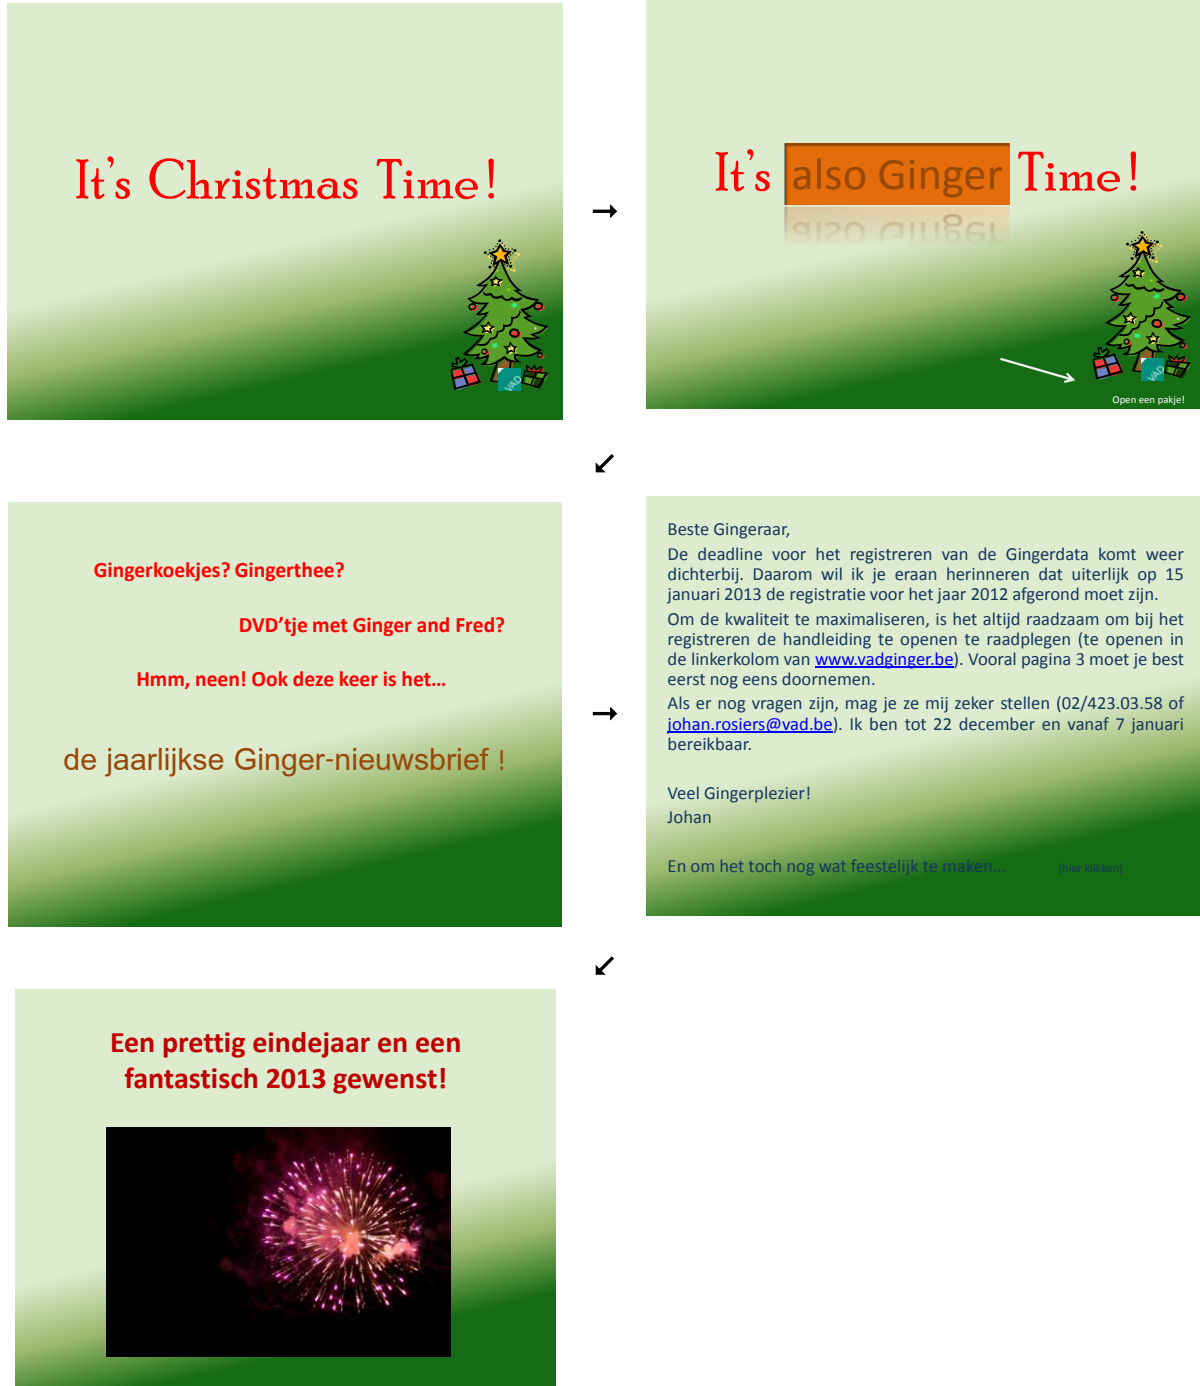 It's Christmas Time!
VAD
→
It's also Ginger Time!
VAD
Open een pakje!
Gingerkoekjes? Gingerthee?
DVD'tje met Ginger and Fred?
Hmm, neen! Ook deze keer is het...
de jaarlijkse Ginger-nieuwsbrief !
→
Beste Gingeraar,
De deadline voor het registreren van de Gingerdata komt weer
dichterbij. Daarom wil ik je eraan herinneren dat uiterlijk op 15
januari 2013 de registratie voor het jaar 2012 afgerond moet zijn.
Om de kwaliteit te maximaliseren, is het altijd raadzaam om bij het
registreren de handleiding te openen te raadplegen (te openen in
de linkerkolom van www.vadginger.be). Vooral pagina 3 moet je best
eerst nog eens doornemen.
Als er nog vragen zijn, mag je ze mij zeker stellen (02/423.03.58 of
johan.rosiers@vad.be). Ik ben tot 22 december en vanaf 7 januari
bereikbaar.
Veel Gingerplezier!
Johan
En om het toch nog wat feestelijk te maken... (hier klikken)
Een prettig eindejaar en een
fantastisch 2013 gewenst!